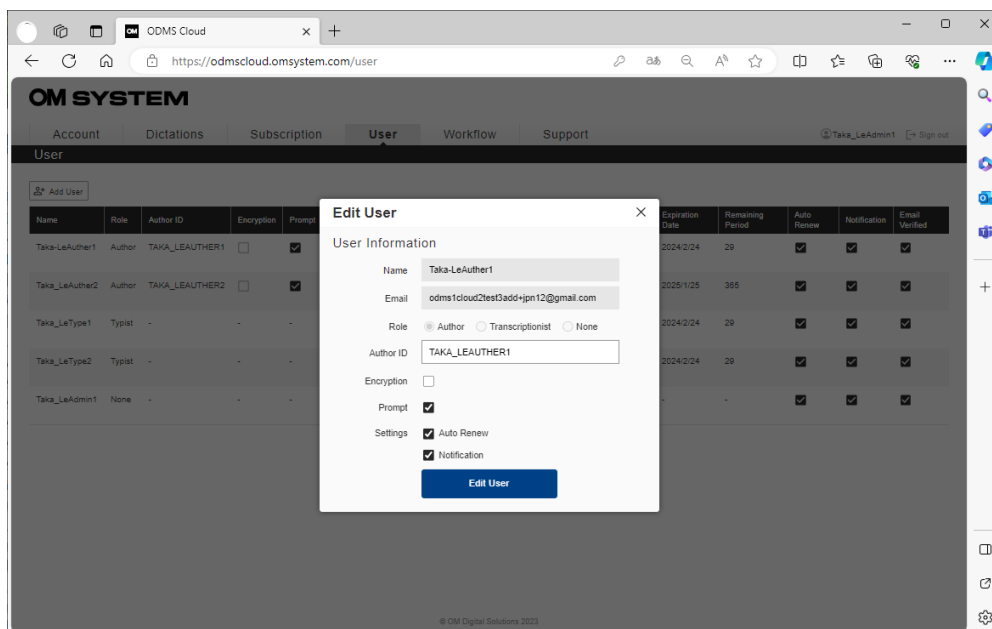 OM ODMS Cloud
https://odmscloud.omsystem.com/user
OM SYSTEM
Account Dictations Subscription User Workflow Support Taka_LeAdmin1 Sign out
User
Add User
Name Role Author ID Encryption Prompt Expiration Date Remaining Period Auto Renew Notification Email Verified
Taka-LeAuther1 Author TAKA_LEAUTHER1 2024/2/24 29
Taka_LeAuther2 Author TAKA_LEAUTHER2 2025/1/25 365
Taka_LeType1 Typist - - - 2024/2/24 29
Taka_LeType2 Typist - - - 2024/2/24 29
Taka_LeAdmin1 None - - - - -
Edit User
User Information
Name Taka-LeAuther1
Email odms1cloud2test3add+jpn12@gmail.com
Role Author Transcriptionist None
Author ID TAKA_LEAUTHER1
Encryption
Prompt
Settings Auto Renew
Notification
Edit User
© OM Digital Solutions 2023